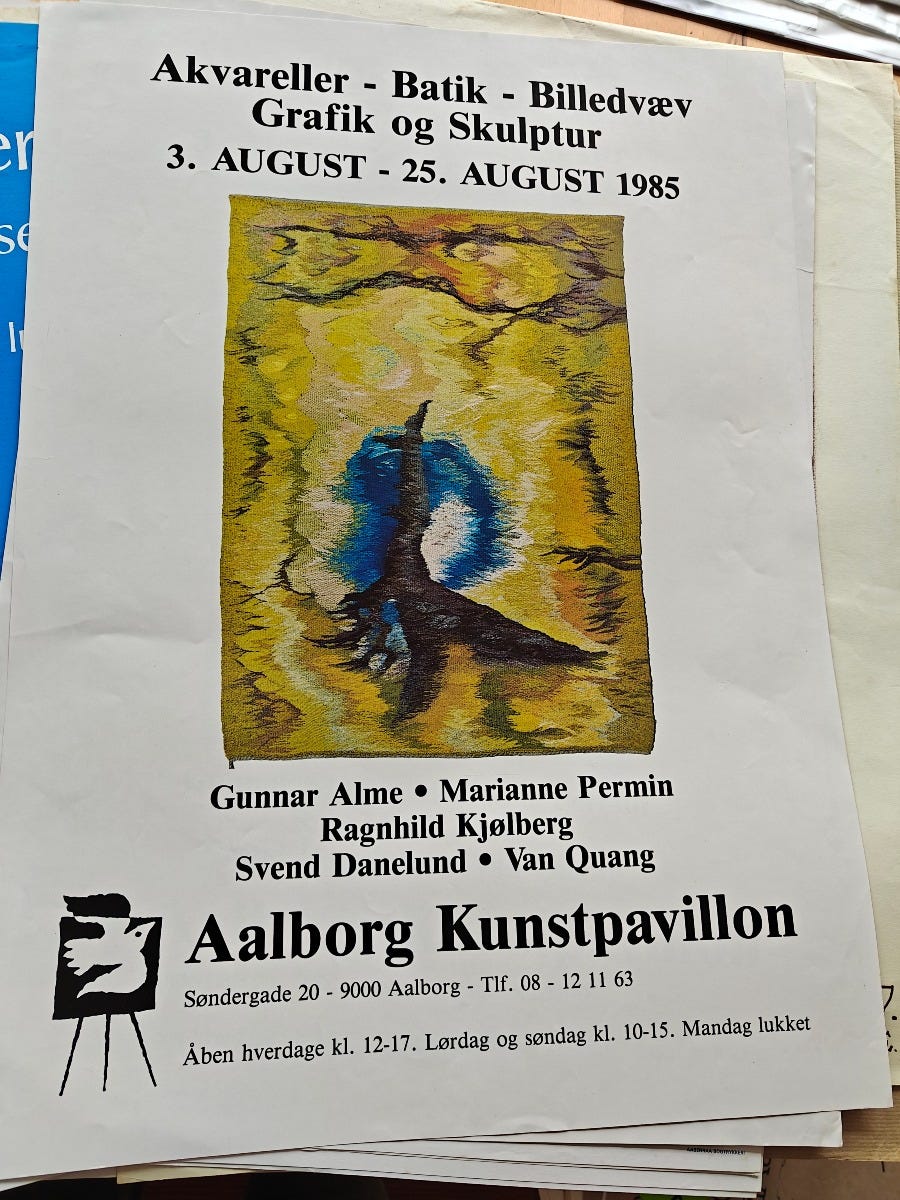 Akvareller - Batik - Billedvæv
Grafik og Skulptur
3. AUGUST - 25. AUGUST 1985
Gunnar Alme • Marianne Permin
Ragnhild Kjølberg
Svend Danelund • Van Quang
Aalborg Kunstpavillon
Søndergade 20 - 9000 Aalborg - Tlf. 08 - 12 11 63
Åben hverdage kl. 12-17. Lørdag og søndag kl. 10-15. Mandag lukket